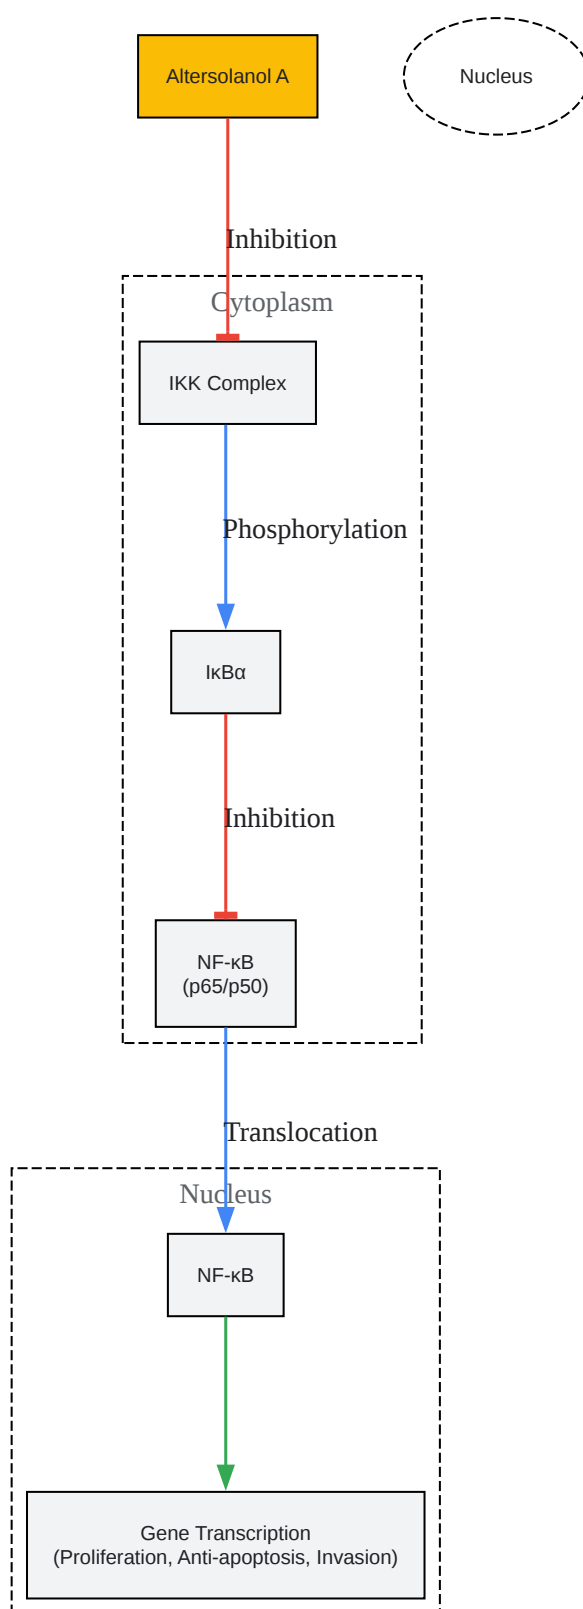 Altersolanol A
Nucleus
Inhibition
Cytoplasm
IKK Complex
Phosphorylation
IκBα
Inhibition
NF-κB
(p65/p50)
Translocation
Nucleus
NF-κB
Gene Transcription
(Proliferation, Anti-apoptosis, Invasion)